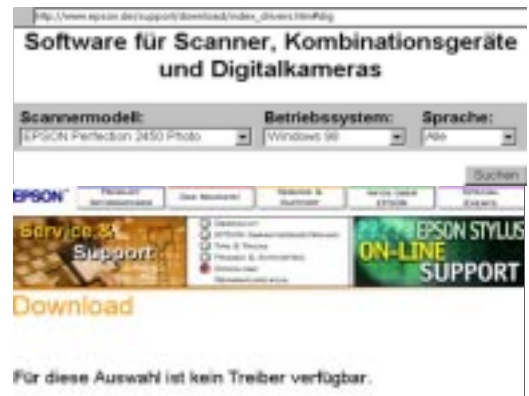 http://www.epson.de/support/download/index_drivers.htm#dig
Software für Scanner, Kombinationsgeräte
und Digitalkameras
Scannermodell: Betriebssystem: Sprache:
EPSON Perfection 2450 Photo Windows 98 Alle
Suchen
EPSON
Service &
Support
Download
EPSON STYLUS
ON-LINE
SUPPORT
Download
Für diese Auswahl ist kein Treiber verfügbar.